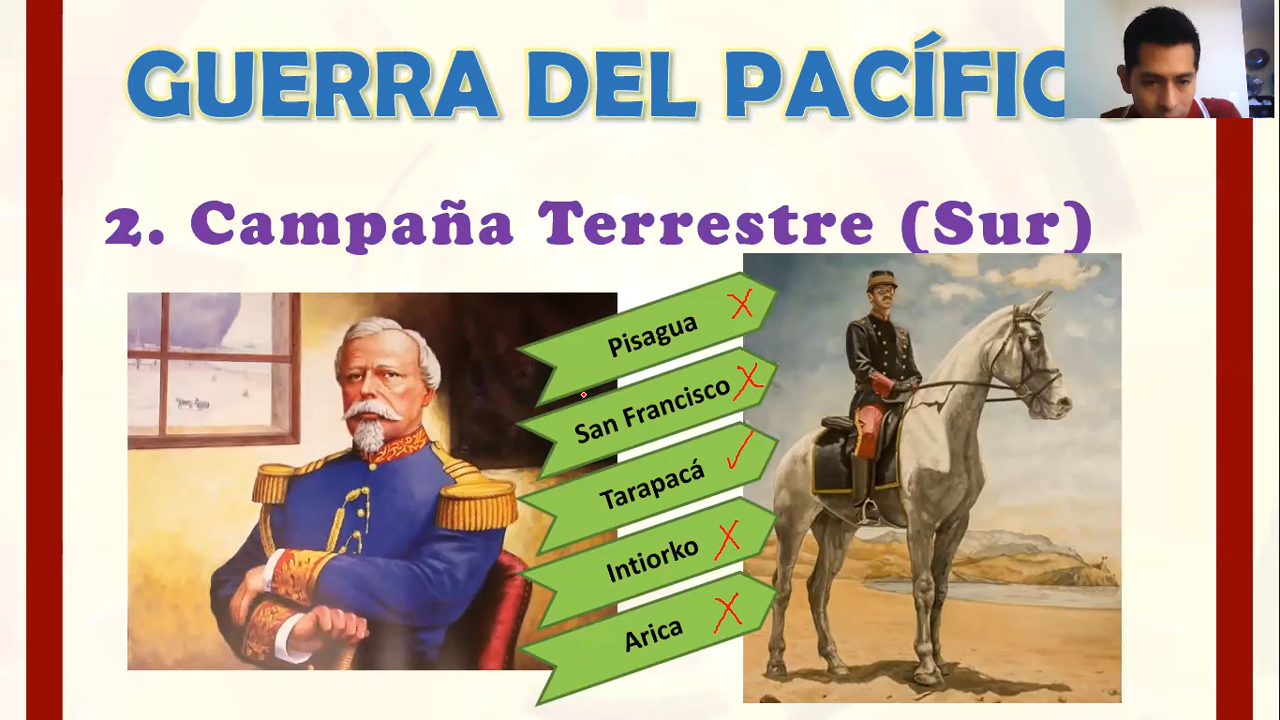 GUERRA DEL PACÍFIC
2. Campaña Terrestre (Sur)
Pisagua
San Francisco
Tarapacá
Intiorko
Arica